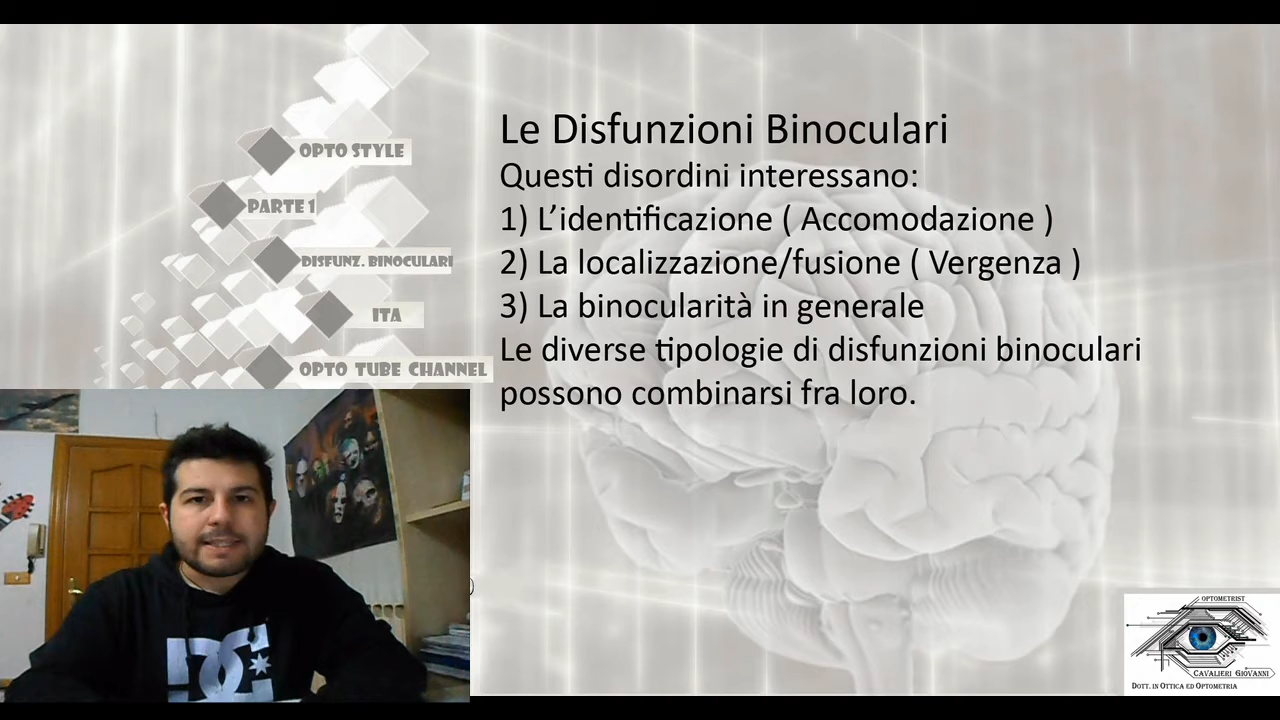 Le Disfunzioni Binoculari
Questi disordini interessano:
1) L’identificazione ( Accomodazione )
2) La localizzazione/fusione ( Vergenza )
3) La binocularità in generale
Le diverse tipologie di disfunzioni binoculari
possono combinarsi fra loro.
OPTO STYLE
PARTE 1
DISFUNZ. BINOCULARI
ITA
OPTO TUBE CHANNEL
OPTOMETRIST
CAVALIERI GIOVANNI
DOTT. IN OTTICA ED OPTOMETRIA